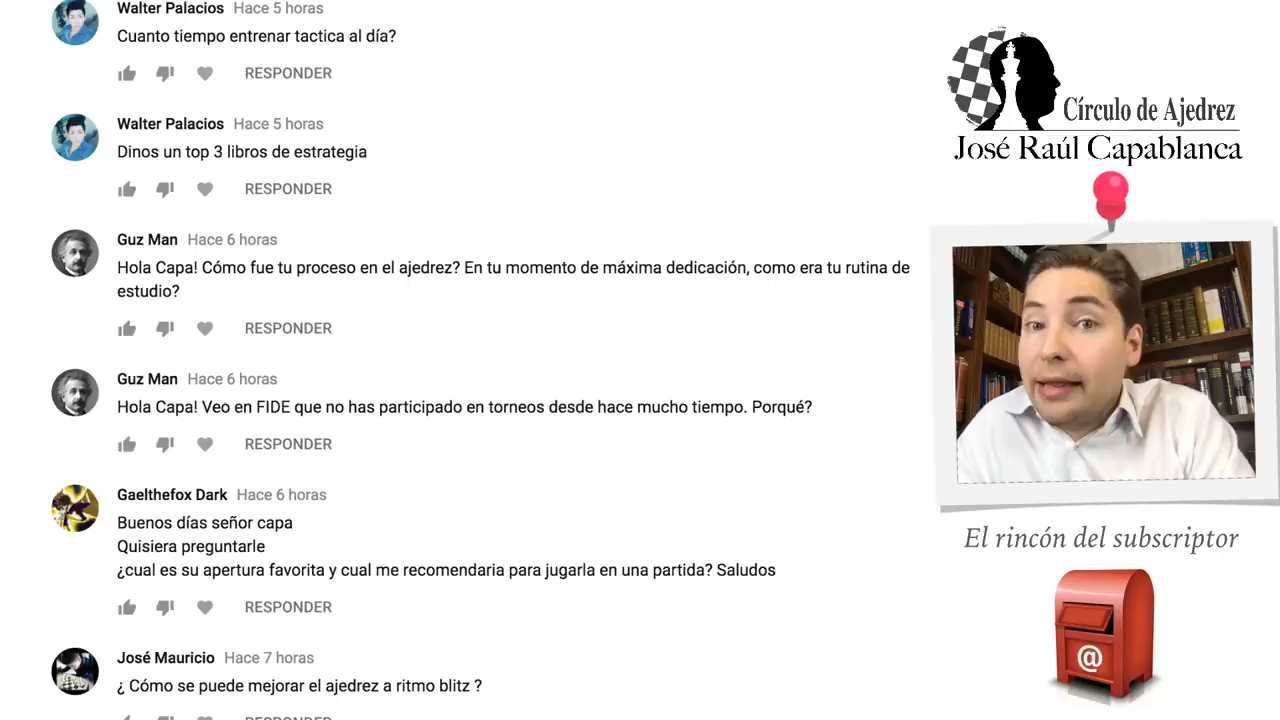 Walter Palacios Hace 5 horas
Cuanto tiempo entrenar tactica al día?
RESPONDER
Walter Palacios Hace 5 horas
Dinos un top 3 libros de estrategia
RESPONDER
Guz Man Hace 6 horas
Hola Capa! Cómo fue tu proceso en el ajedrez? En tu momento de máxima dedicación, como era tu rutina de
estudio?
RESPONDER
Guz Man Hace 6 horas
Hola Capa! Veo en FIDE que no has participado en torneos desde hace mucho tiempo. Porqué?
RESPONDER
Gaelthefox Dark Hace 6 horas
Buenos días señor capa
Quisiera preguntarle
¿cual es su apertura favorita y cual me recomendaria para jugarla en una partida? Saludos
RESPONDER
José Mauricio Hace 7 horas
¿ Cómo se puede mejorar el ajedrez a ritmo blitz ?
RESPONDER
Círculo de Ajedrez
José Raúl Capablanca
El rincón del subscriptor
@